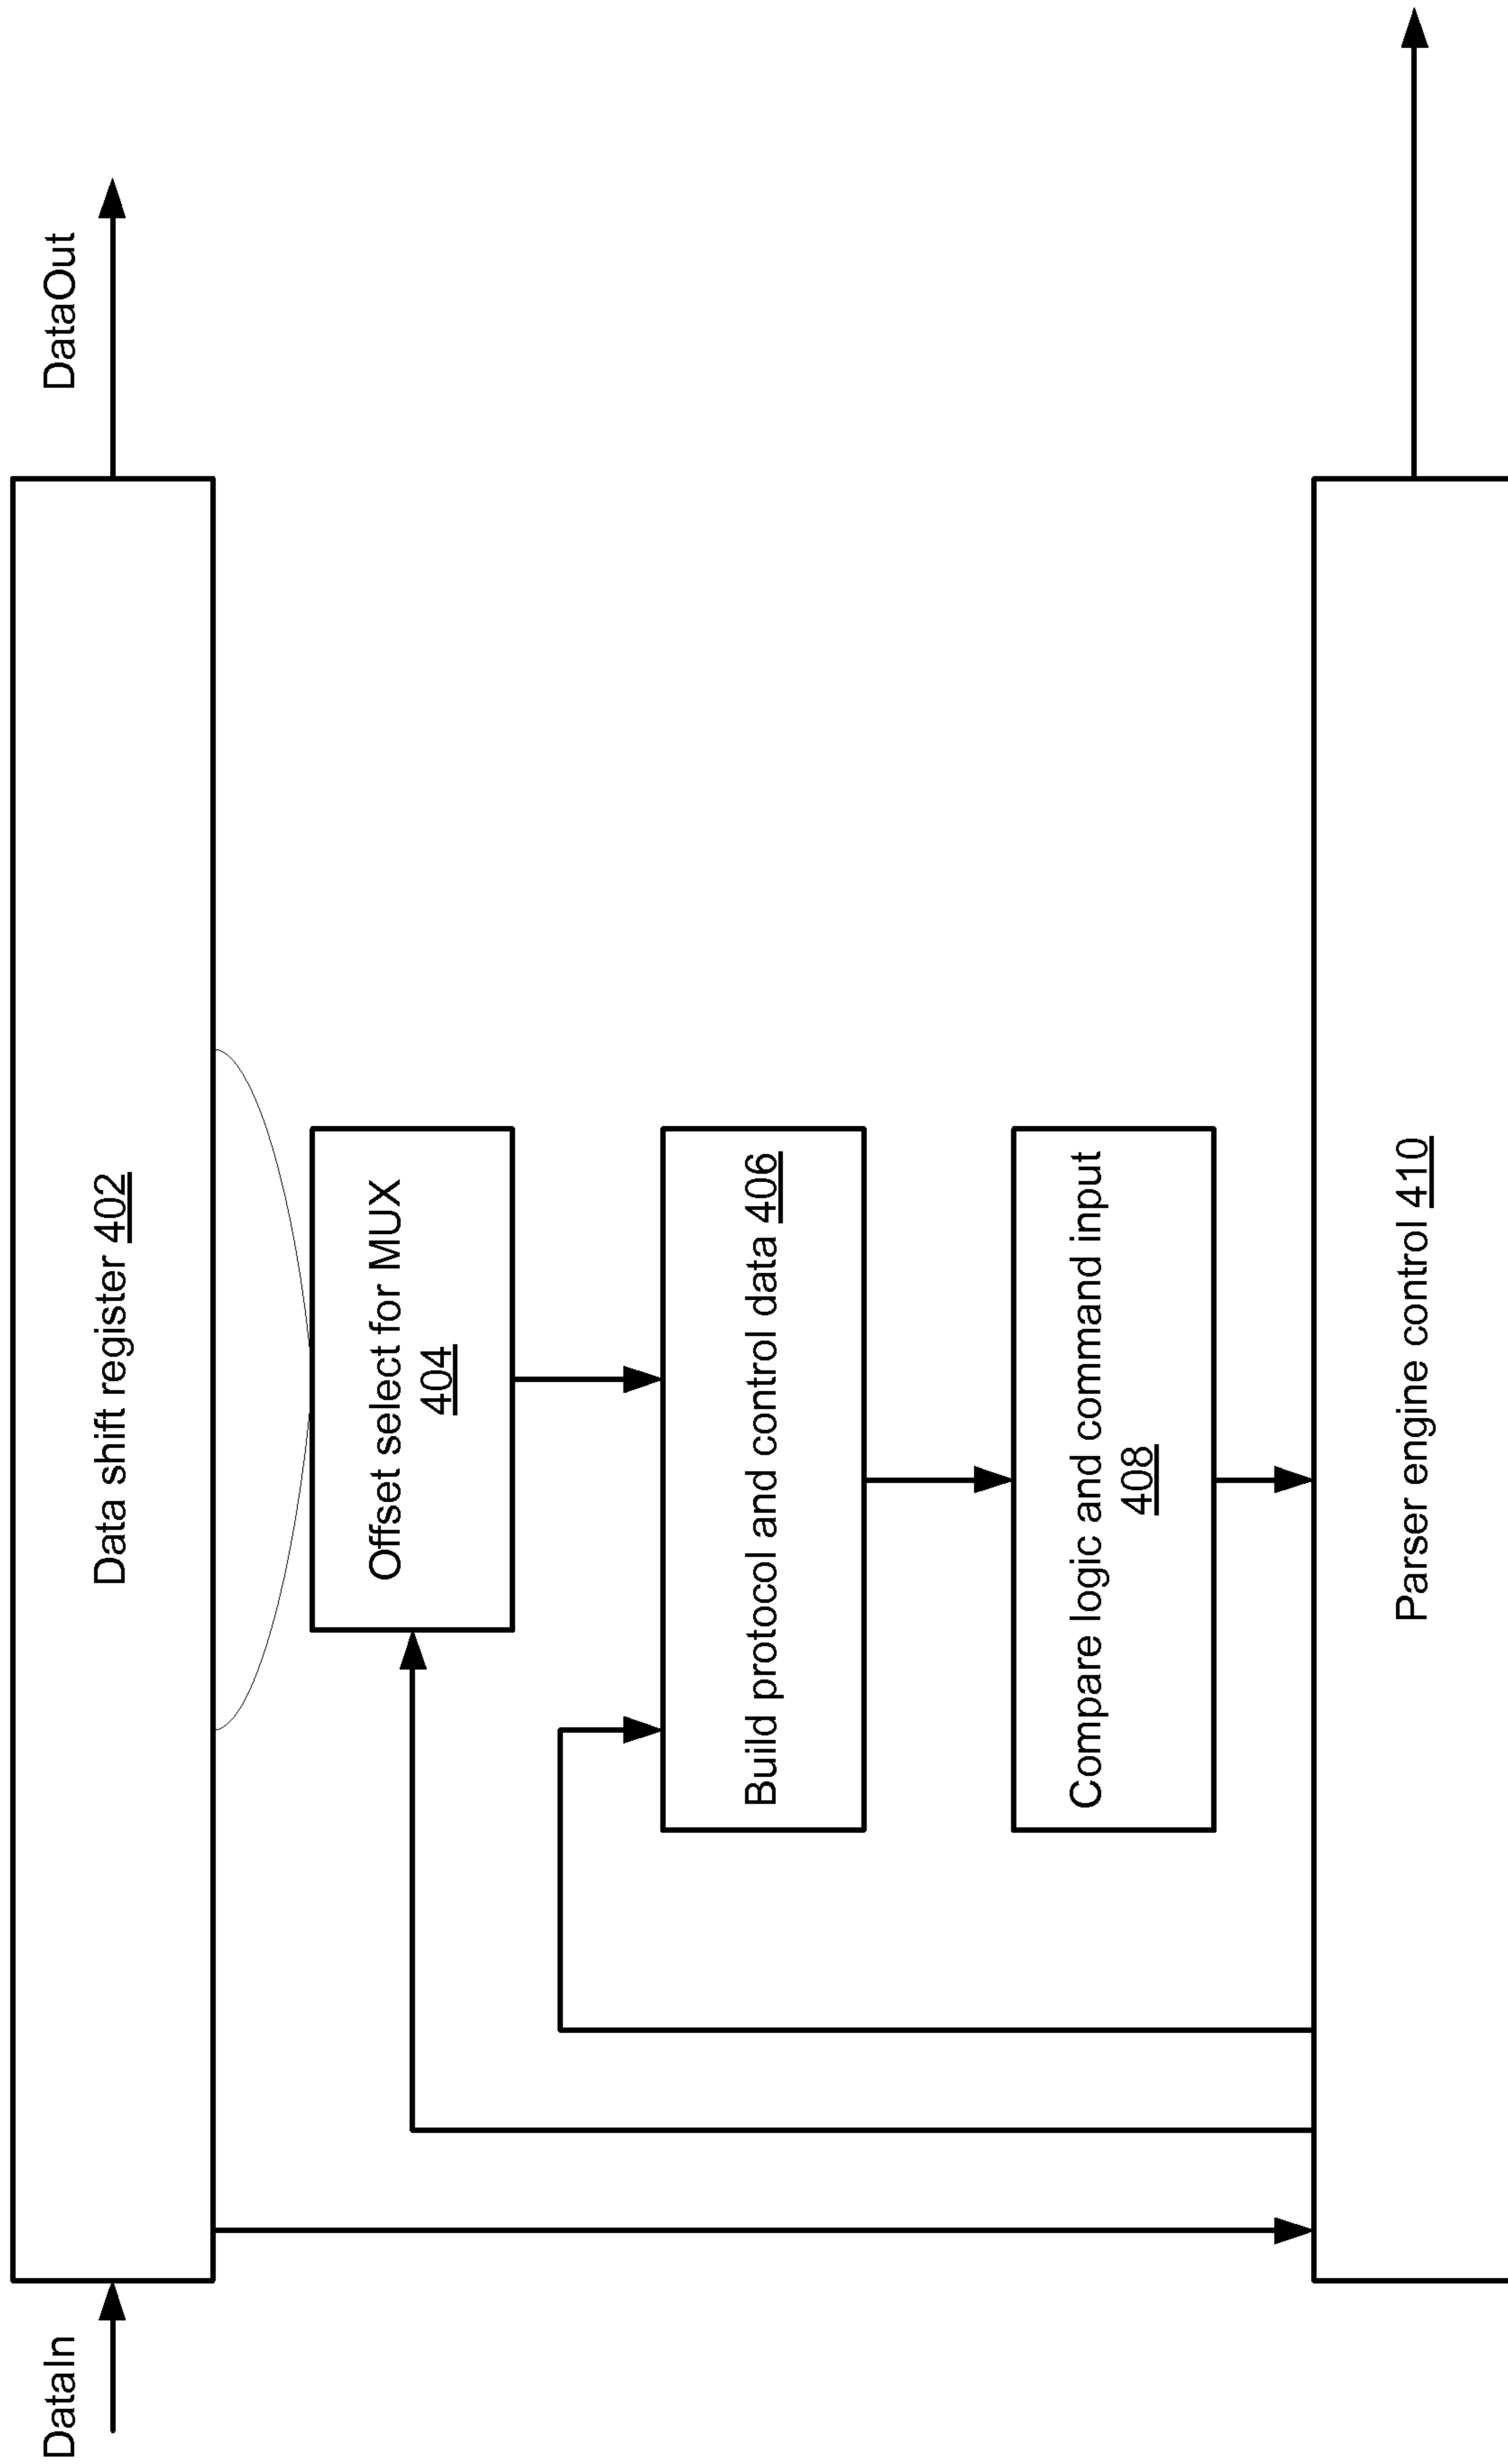 DataIn
DataOut
Data shift register 402
Offset select for MUX
404
Build protocol and control data 406
Compare logic and command input
408
Parser engine control 410